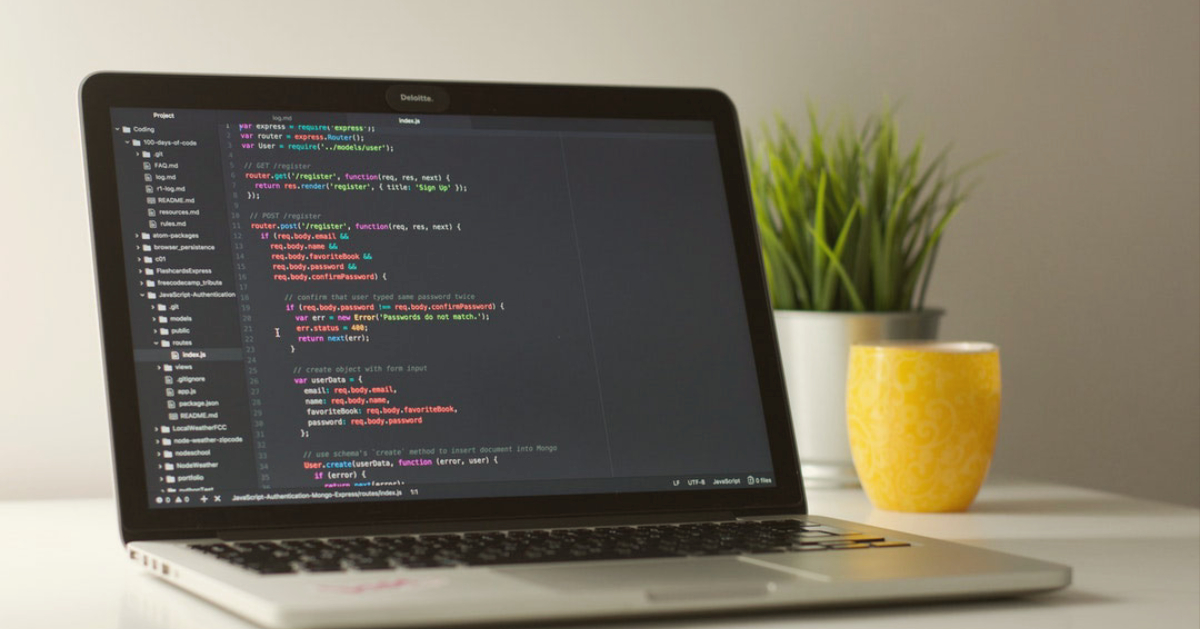 Deloitte.
Project
Coding
100-days-of-code
.git
FAQ.md
log.md
r1-log.md
README.md
resources.md
rules.md
atom-packages
browser_persistance
c01
FlashcardsExpress
freecodecamp_tribute
JavaScript-Authentication
.git
models
public
routes
index.js
views
.gitignore
app.js
package.json
README.md
LocalWeatherFCC
node-weather-zipcode
nodeschool
NodeWeather
portfolio
pythonTest
log.md
index.js
1 var express = require('express');
2 var router = express.Router();
3 var User = require('../models/user');
4
5 // GET /register
6 router.get('/register', function(req, res, next) {
7 return res.render('register', { title: 'Sign Up' });
8 });
9
10 // POST /register
11 router.post('/register', function(req, res, next) {
12 if (req.body.email &&
13 req.body.name &&
14 req.body.favoriteBook &&
15 req.body.password &&
16 req.body.confirmPassword) {
17
18 // confirm that user typed same password twice
19 if (req.body.password !== req.body.confirmPassword) {
20 var err = new Error('Passwords do not match.');
21 err.status = 400;
22 return next(err);
23 }
24
25 // create object with form input
26 var userData = {
27 email: req.body.email,
28 name: req.body.name,
29 favoriteBook: req.body.favoriteBook,
30 password: req.body.password
31 };
32
33 // use schema's `create` method to insert document into Mongo
34 User.create(userData, function (error, user) {
35 if (error) {
return next(error);
0 0 JavaScript-Authentication-Mongo-Express/routes/index.js 1:1
LF UTF-8 JavaScript 0 files